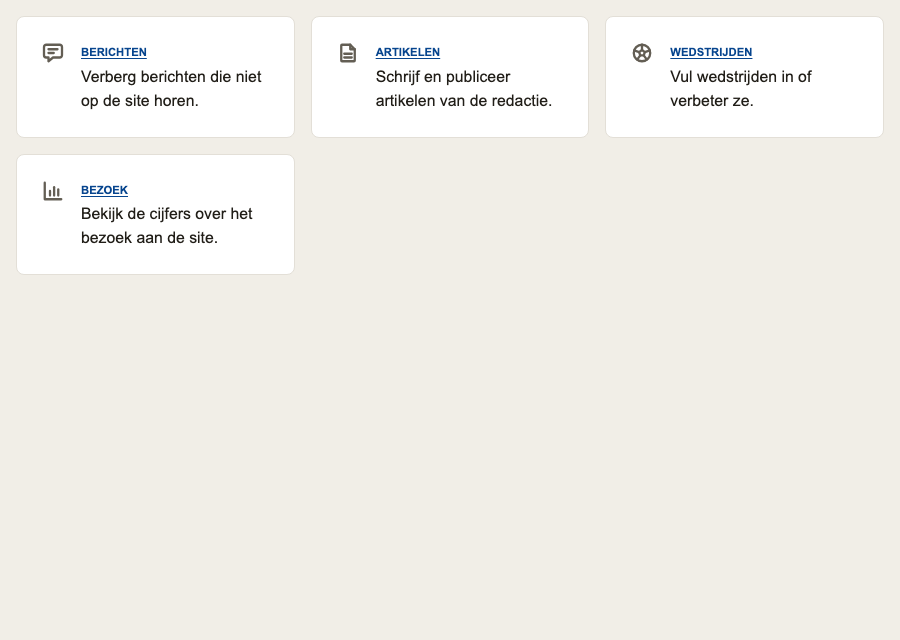 BERICHTEN
Verberg berichten die niet
op de site horen.
ARTIKELEN
Schrijf en publiceer
artikelen van de redactie.
WEDSTRIJDEN
Vul wedstrijden in of
verbeter ze.
BEZOEK
Bekijk de cijfers over het
bezoek aan de site.